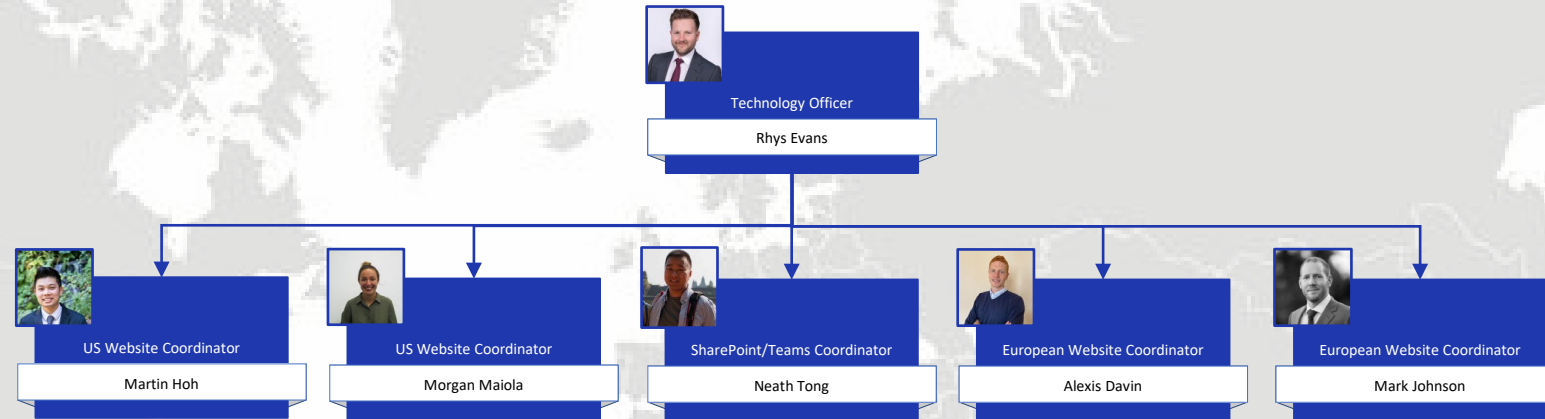 Technology Officer
Rhys Evans
US Website Coordinator
Martin Hoh
US Website Coordinator
Morgan Maiola
SharePoint/Teams Coordinator
Neath Tong
European Website Coordinator
Alexis Davin
European Website Coordinator
Mark Johnson